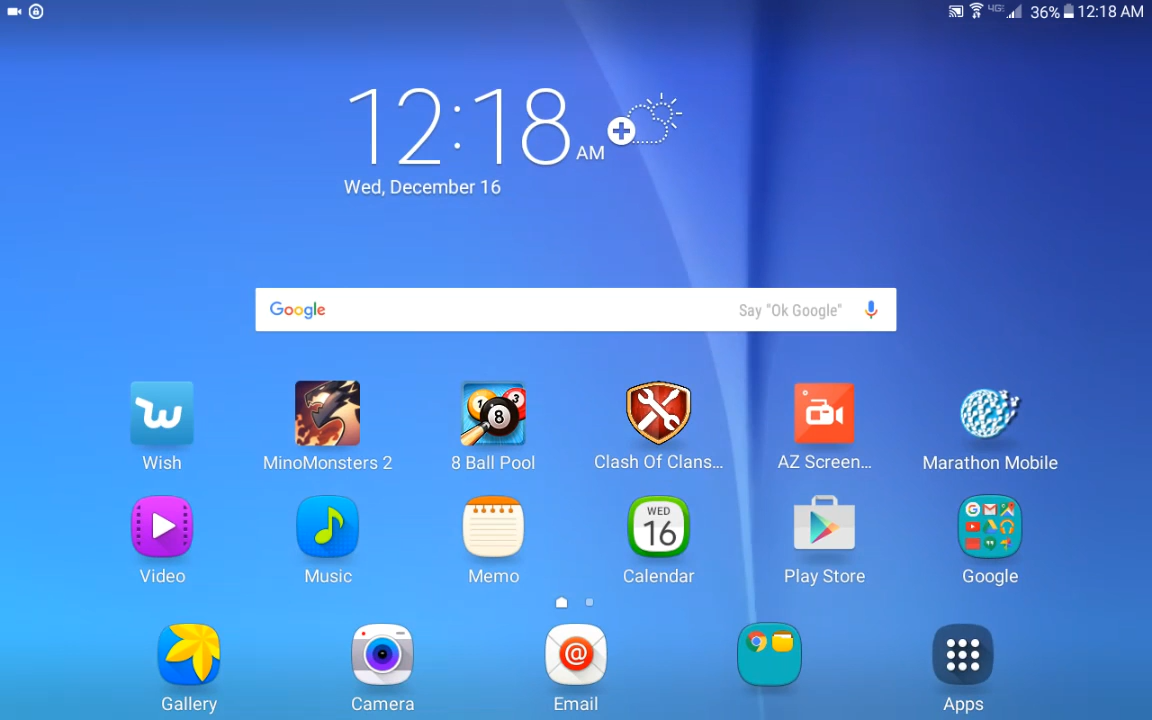 4G 36% 12:18 AM
12:18 AM
Wed, December 16
Google Say "Ok Google"
Wish MinoMonsters 2 8 Ball Pool Clash Of Clans... AZ Screen... Marathon Mobile
WED
16
Video Music Memo Calendar Play Store Google
Gallery Camera Email Apps